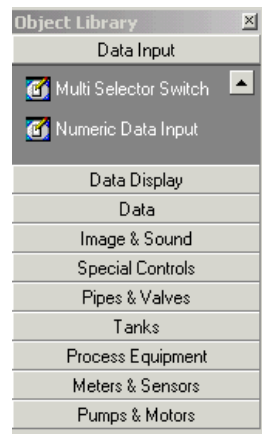 Object Library
Data Input
Multi Selector Switch
Numeric Data Input
Data Display
Data
Image & Sound
Special Controls
Pipes & Valves
Tanks
Process Equipment
Meters & Sensors
Pumps & Motors